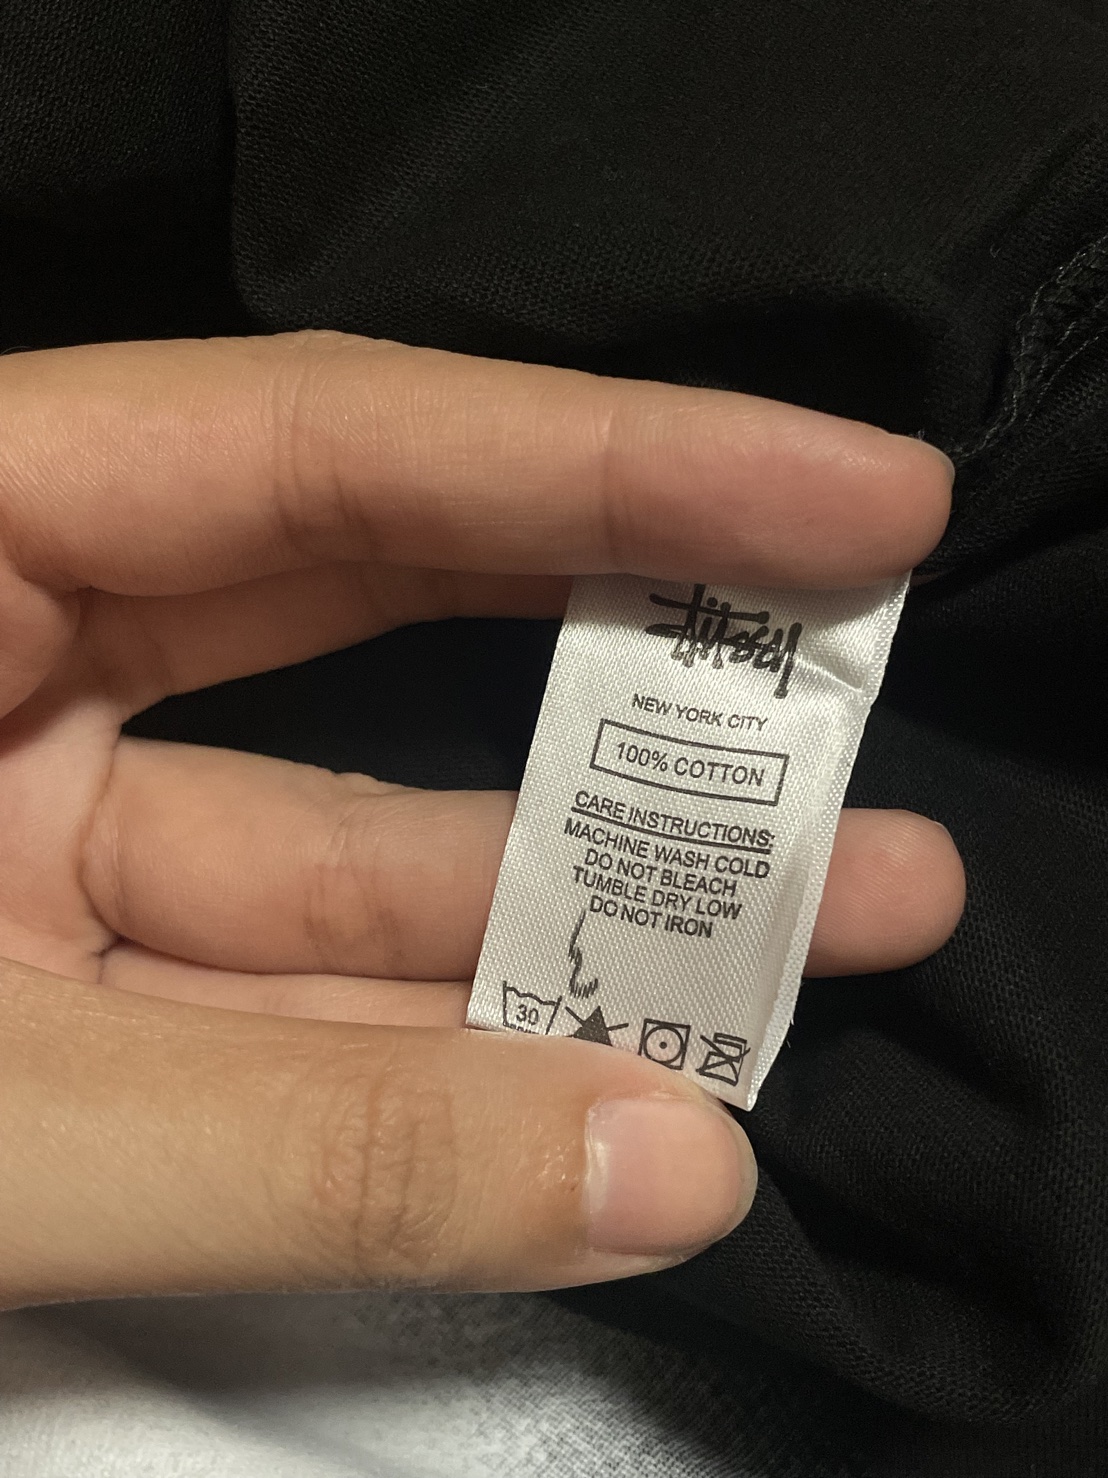 Stüssy
NEW YORK CITY
100% COTTON
CARE INSTRUCTIONS:
MACHINE WASH COLD
DO NOT BLEACH
TUMBLE DRY LOW
DO NOT IRON
30